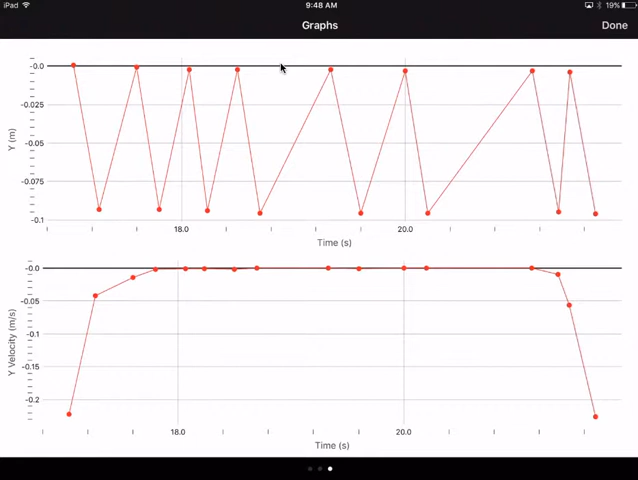 iPad 9:48 AM 19%
Graphs Done
-0.0
-0.025
-0.05
-0.075
-0.1
Y (m)
18.0 20.0
Time (s)
-0.0
-0.05
-0.1
-0.15
-0.2
Y Velocity (m/s)
18.0 20.0
Time (s)